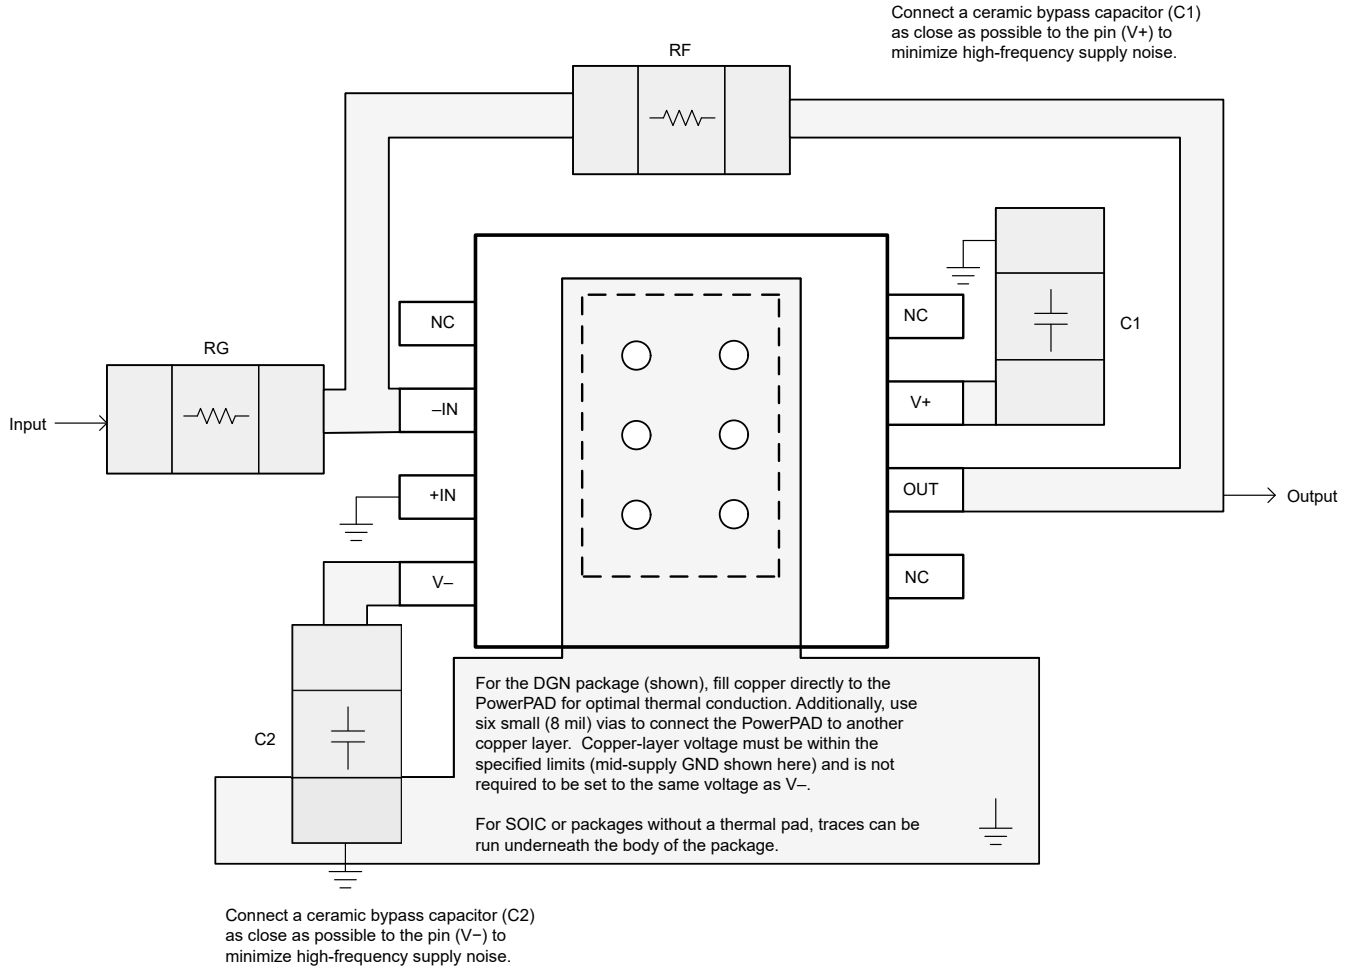 Connect a ceramic bypass capacitor (C1)
as close as possible to the pin (V+) to
minimize high-frequency supply noise.
RF
NC
NC
C1
RG
Input
–IN
V+
+IN
OUT
Output
V–
NC
C2
For the DGN package (shown), fill copper directly to the
PowerPAD for optimal thermal conduction. Additionally, use
six small (8 mil) vias to connect the PowerPAD to another
copper layer.  Copper-layer voltage must be within the
specified limits (mid-supply GND shown here) and is not
required to be set to the same voltage as V–.
For SOIC or packages without a thermal pad, traces can be
run underneath the body of the package.
Connect a ceramic bypass capacitor (C2)
as close as possible to the pin (V−) to
minimize high-frequency supply noise.